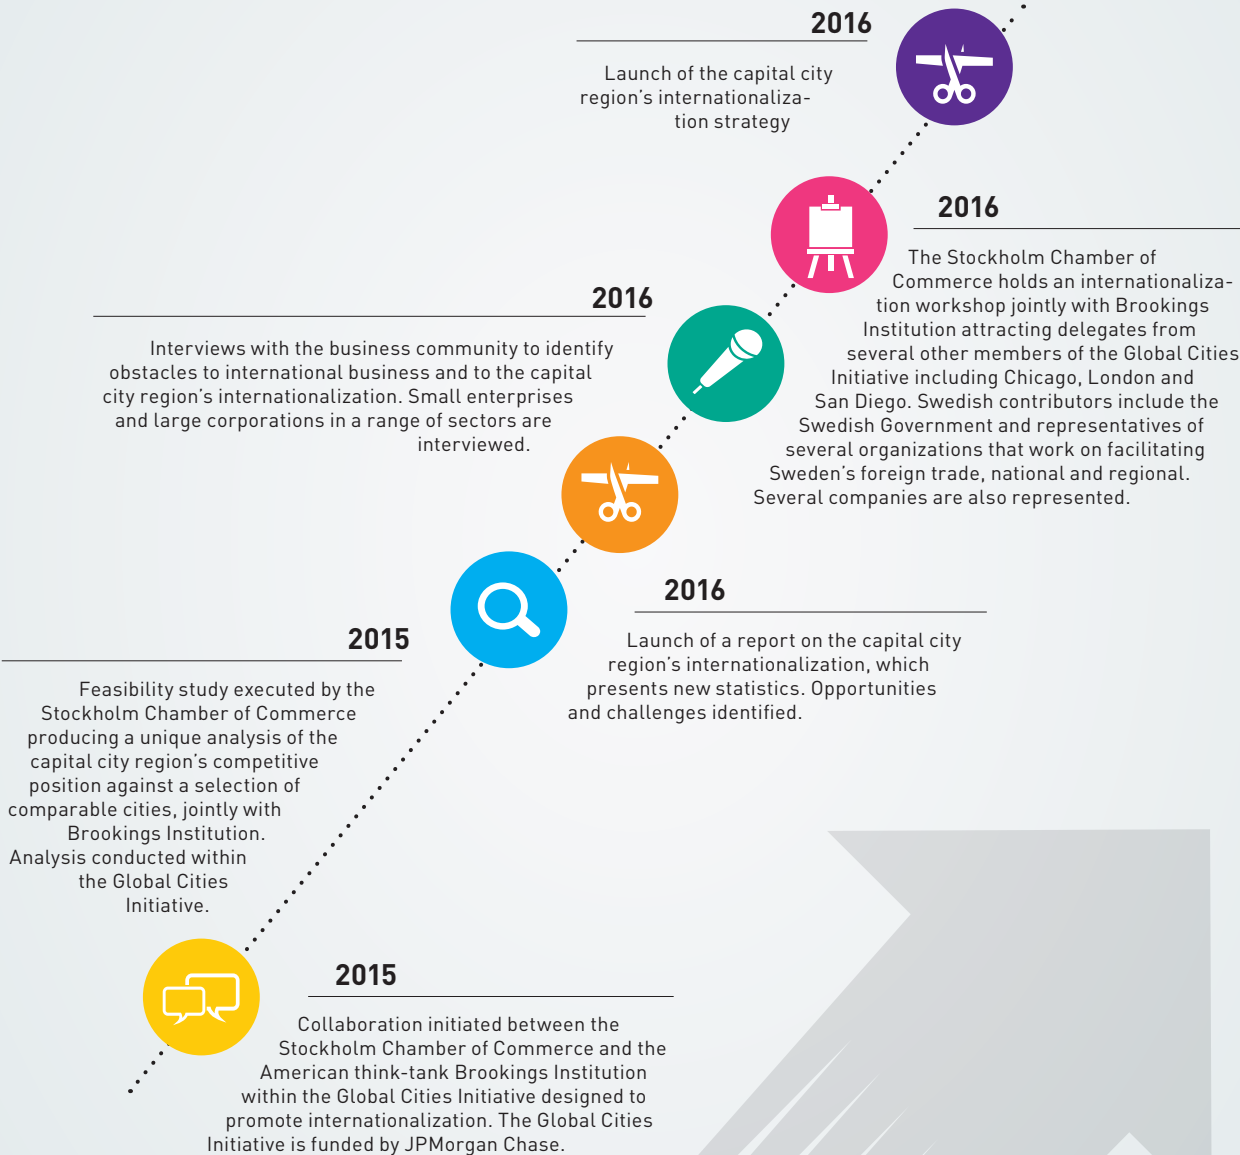 2016
Launch of the capital city
region's internationaliza-
tion strategy
2016
The Stockholm Chamber of
Commerce holds an internationaliza-
tion workshop jointly with Brookings
Institution attracting delegates from
several other members of the Global Cities
Initiative including Chicago, London and
San Diego. Swedish contributors include the
Swedish Government and representatives of
several organizations that work on facilitating
Sweden's foreign trade, national and regional.
Several companies are also represented.
2016
Interviews with the business community to identify
obstacles to international business and to the capital
city region's internationalization. Small enterprises
and large corporations in a range of sectors are
interviewed.
2016
Launch of a report on the capital city
region's internationalization, which
presents new statistics. Opportunities
and challenges identified.
2015
Feasibility study executed by the
Stockholm Chamber of Commerce
producing a unique analysis of the
capital city region's competitive
position against a selection of
comparable cities, jointly with
Brookings Institution.
Analysis conducted within
the Global Cities
Initiative.
2015
Collaboration initiated between the
Stockholm Chamber of Commerce and the
American think-tank Brookings Institution
within the Global Cities Initiative designed to
promote internationalization. The Global Cities
Initiative is funded by JPMorgan Chase.